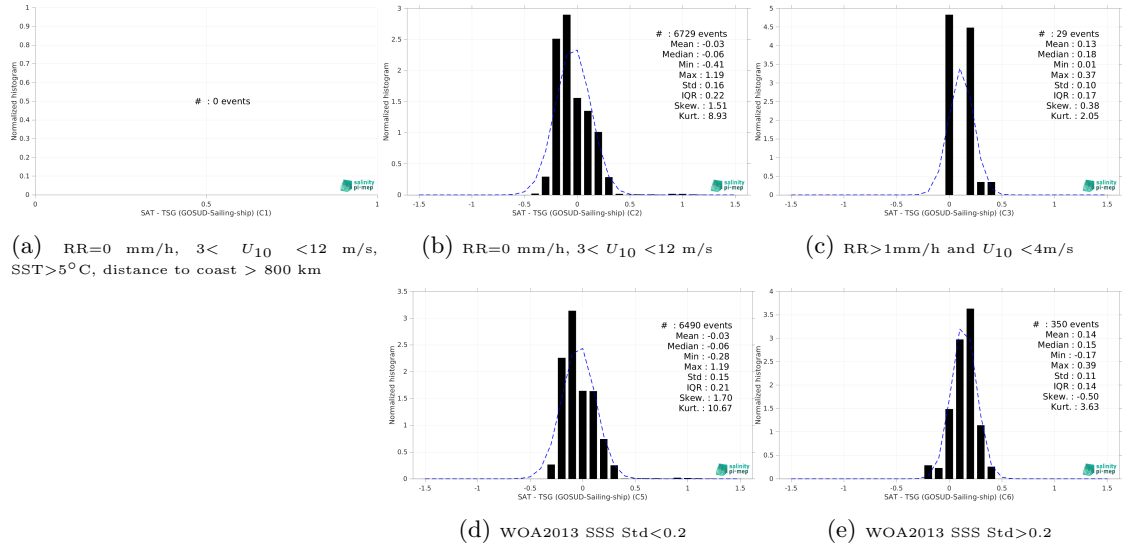 1
0.9
0.8
0.7
0.6
0.5
0.4
0.3
0.2
0.1
0
Normalized histogram
# : 0 events
salinity
pi-mep
0 0.5 1
SAT - TSG (GOSUD-Sailing-ship) (C1)
(a) RR=0 mm/h, 3< U10 <12 m/s,
SST>5°C, distance to coast > 800 km
3
2.5
2
1.5
1
0.5
0
Normalized histogram
# : 6729 events
Mean : -0.03
Median : -0.06
Min : -0.41
Max : 1.19
Std : 0.16
IQR : 0.22
Skew. : 1.51
Kurt. : 8.93
salinity
pi-mep
-1.5 -1 -0.5 0 0.5 1 1.5
SAT - TSG (GOSUD-Sailing-ship) (C2)
(b) RR=0 mm/h, 3< U10 <12 m/s
5
4.5
4
3.5
3
2.5
2
1.5
1
0.5
0
Normalized histogram
# : 29 events
Mean : 0.13
Median : 0.18
Min : 0.01
Max : 0.37
Std : 0.10
IQR : 0.17
Skew. : 0.38
Kurt. : 2.05
salinity
pi-mep
-1.5 -1 -0.5 0 0.5 1 1.5
SAT - TSG (GOSUD-Sailing-ship) (C3)
(c) RR>1mm/h and U10 <4m/s
3.5
3
2.5
2
1.5
1
0.5
0
Normalized histogram
# : 6490 events
Mean : -0.03
Median : -0.06
Min : -0.28
Max : 1.19
Std : 0.15
IQR : 0.21
Skew. : 1.70
Kurt. : 10.67
salinity
pi-mep
-1.5 -1 -0.5 0 0.5 1 1.5
SAT - TSG (GOSUD-Sailing-ship) (C5)
(d) WOA2013 SSS Std<0.2
4
3.5
3
2.5
2
1.5
1
0.5
0
Normalized histogram
# : 350 events
Mean : 0.14
Median : 0.15
Min : -0.17
Max : 0.39
Std : 0.11
IQR : 0.14
Skew. : -0.50
Kurt. : 3.63
salinity
pi-mep
-1.5 -1 -0.5 0 0.5 1 1.5
SAT - TSG (GOSUD-Sailing-ship) (C6)
(e) WOA2013 SSS Std>0.2